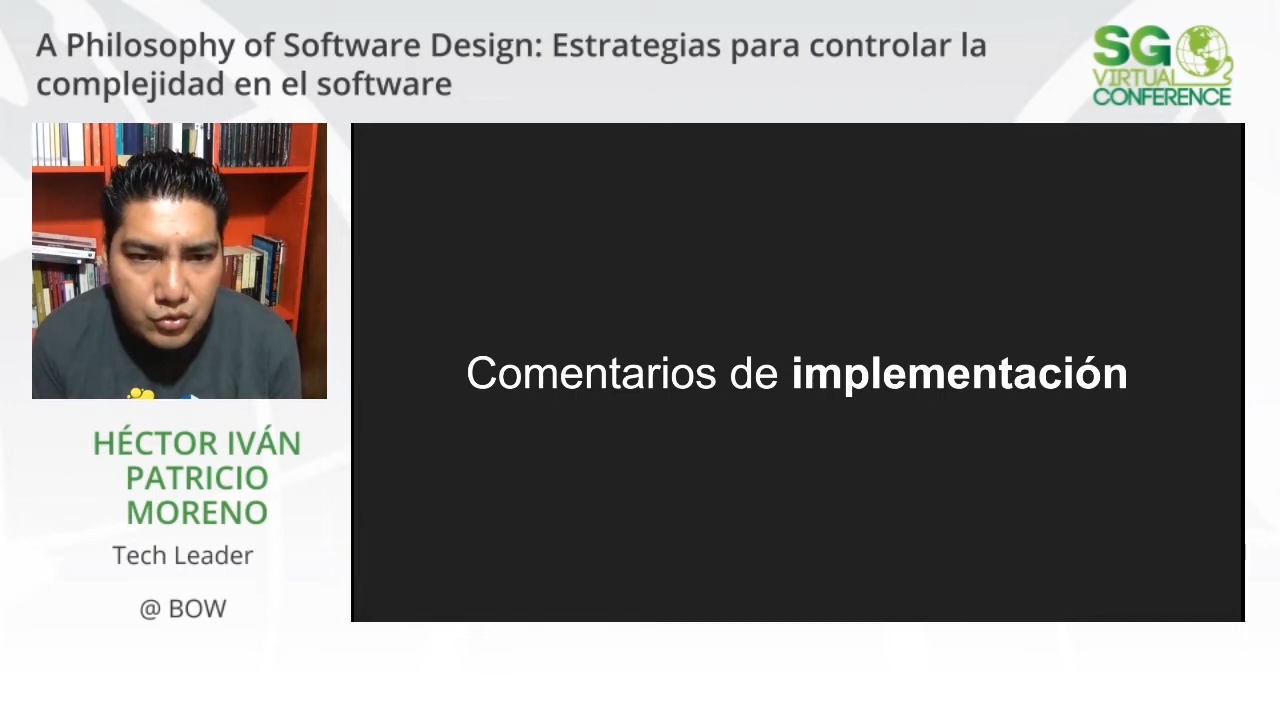 A Philosophy of Software Design: Estrategias para controlar la
complejidad en el software
SG
VIRTUAL
CONFERENCE
Comentarios de implementación
HÉCTOR IVÁN
PATRICIO
MORENO
Tech Leader
@ BOW